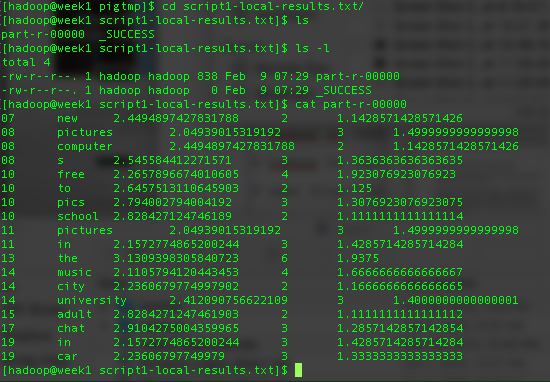 [hadoop@week1 pigtmp]$ cd script1-local-results.txt/
[hadoop@week1 script1-local-results.txt]$ ls
part-r-00000  _SUCCESS
[hadoop@week1 script1-local-results.txt]$ ls -l
total 4
-rw-r--r--. 1 hadoop hadoop 838 Feb  9 07:29 part-r-00000
-rw-r--r--. 1 hadoop hadoop   0 Feb  9 07:29 _SUCCESS
[hadoop@week1 script1-local-results.txt]$ cat part-r-00000
07      new     2.4494897427831788      2       1.1428571428571426
08      pictures        2.04939015319192        3       1.4999999999999998
08      computer        2.4494897427831788      2       1.1428571428571426
08      s       2.545584412271571       3       1.3636363636363635
10      free    2.2657896674010605      4       1.923076923076923
10      to      2.6457513110645903      2       1.125
10      pics    2.794002794004192       3       1.3076923076923075
10      school  2.828427124746189       2       1.1111111111111114
11      pictures        2.04939015319192        3       1.4999999999999998
11      in      2.1572774865200244      3       1.4285714285714284
13      the     3.1309398305840723      6       1.9375
14      music   2.1105794120443453      4       1.6666666666666667
14      city    2.2360679774997902      2       1.1666666666666665
14      university      2.412090756622109       3       1.4000000000000001
15      adult   2.8284271247461903      2       1.1111111111111112
17      chat    2.9104275004359965      3       1.2857142857142854
19      in      2.1572774865200244      3       1.4285714285714284
19      car     2.23606797749979        3       1.3333333333333333
[hadoop@week1 script1-local-results.txt]$